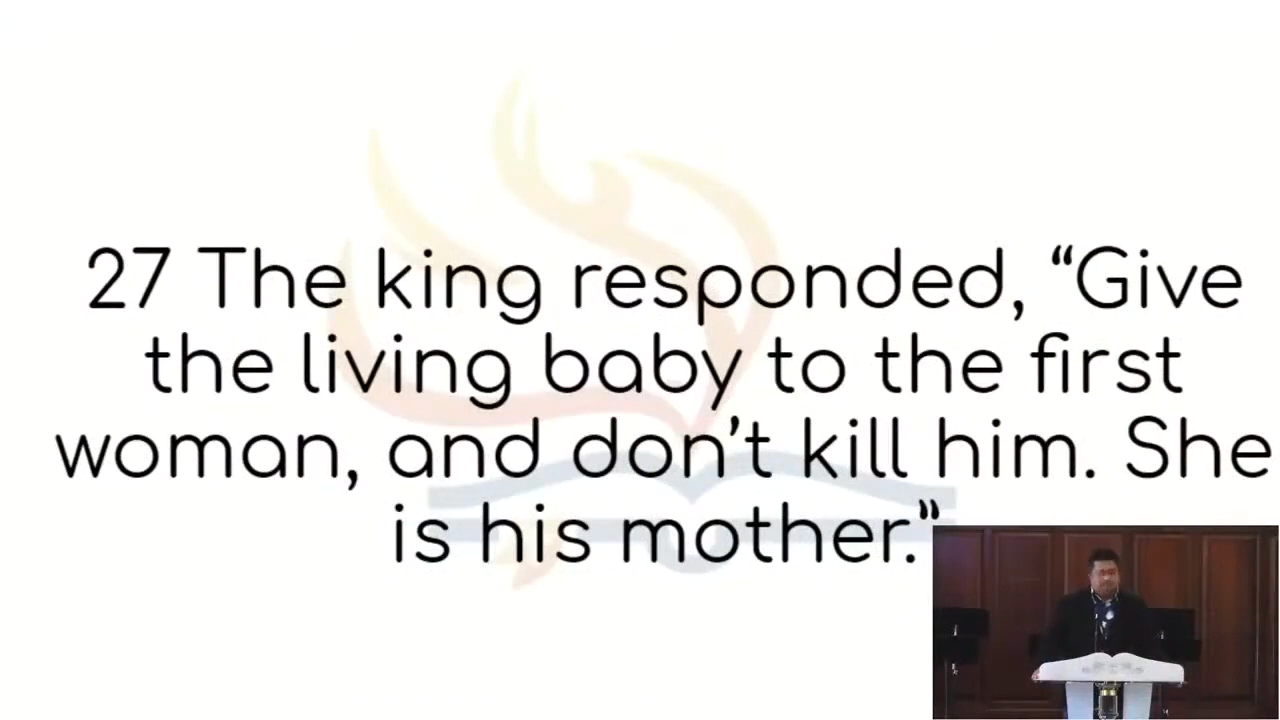 27 The king responded, “Give
the living baby to the first
woman, and don’t kill him. She
is his mother.”